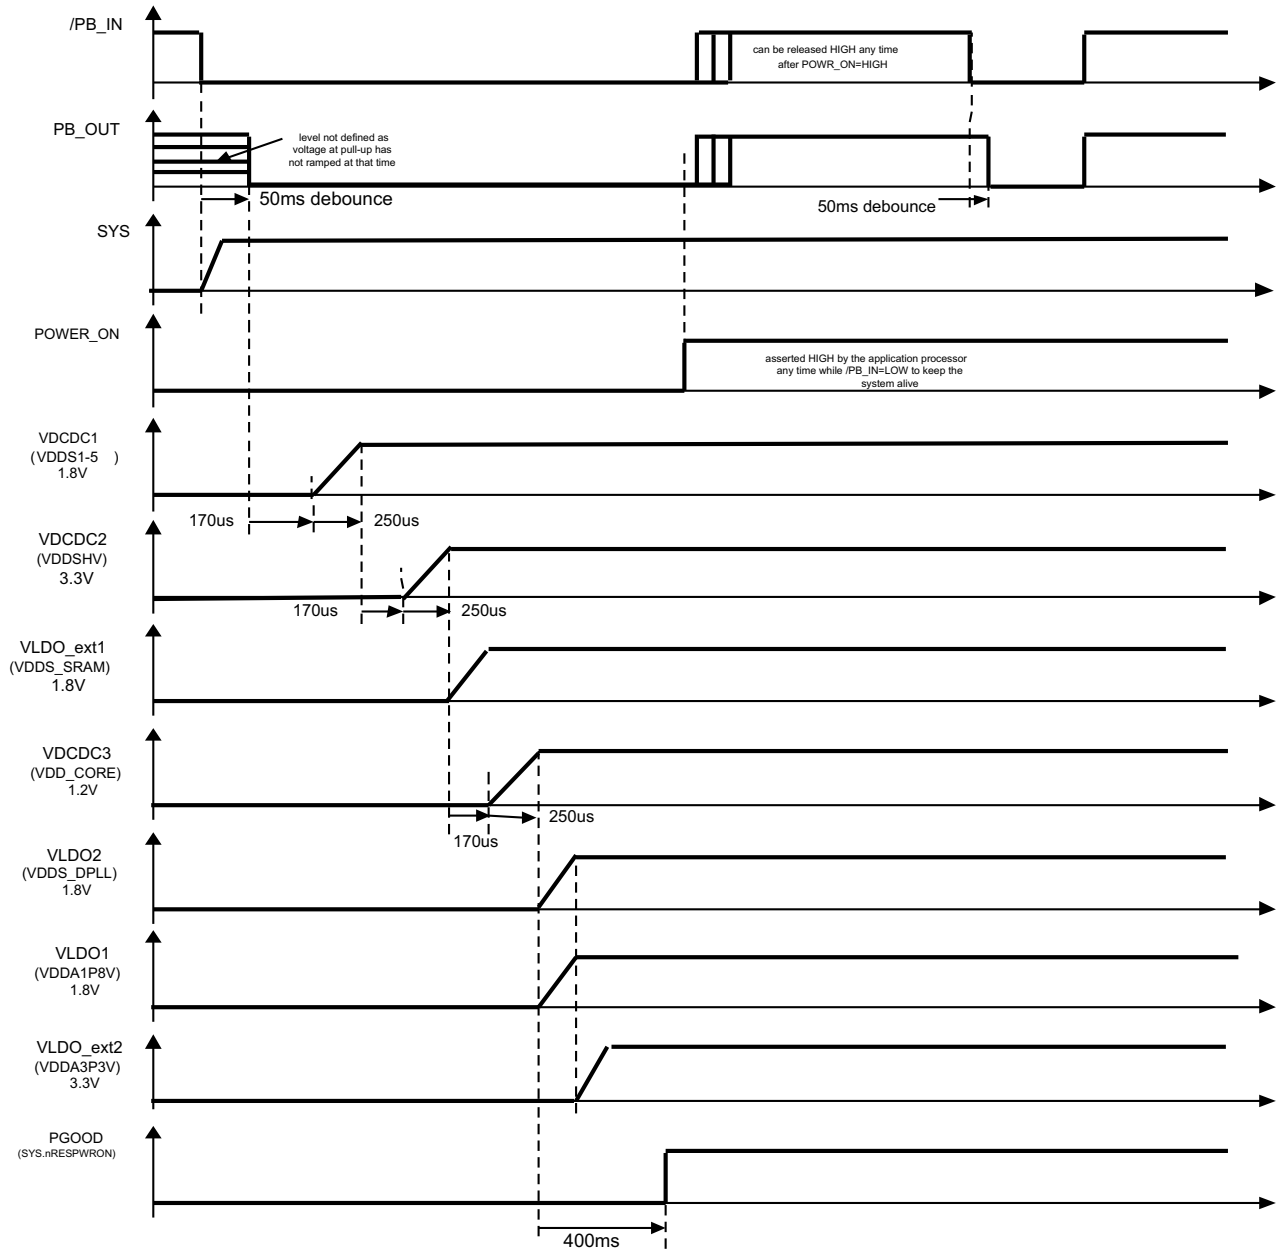 /PB_IN
can be released HIGH any time
after POWR_ON=HIGH
PB_OUT
level not defined as
voltage at pull-up has
not ramped at that time
50ms debounce
50ms debounce
SYS
POWER_ON
asserted HIGH by the application processor
any time while /PB_IN=LOW to keep the
system alive
VDCDC1
(VDDS1-5 )
1.8V
170us
250us
VDCDC2
(VDDSHV)
3.3V
170us
250us
VLDO_ext1
(VDDS_SRAM)
1.8V
VDCDC3
(VDD_CORE)
1.2V
250us
170us
VLDO2
(VDDS_DPLL)
1.8V
VLDO1
(VDDA1P8V)
1.8V
VLDO_ext2
(VDDA3P3V)
3.3V
PGOOD
(SYS.nRESPWRON)
400ms